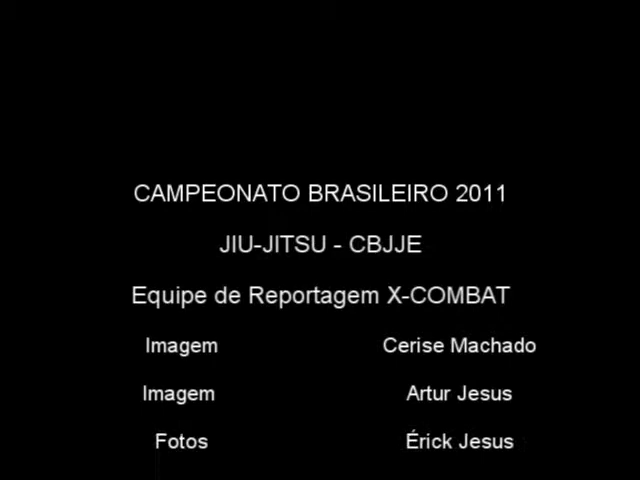 CAMPEONATO BRASILEIRO 2011
JIU-JITSU - CBJJE
Equipe de Reportagem X-COMBAT
Imagem Cerise Machado
Imagem Artur Jesus
Fotos Érick Jesus